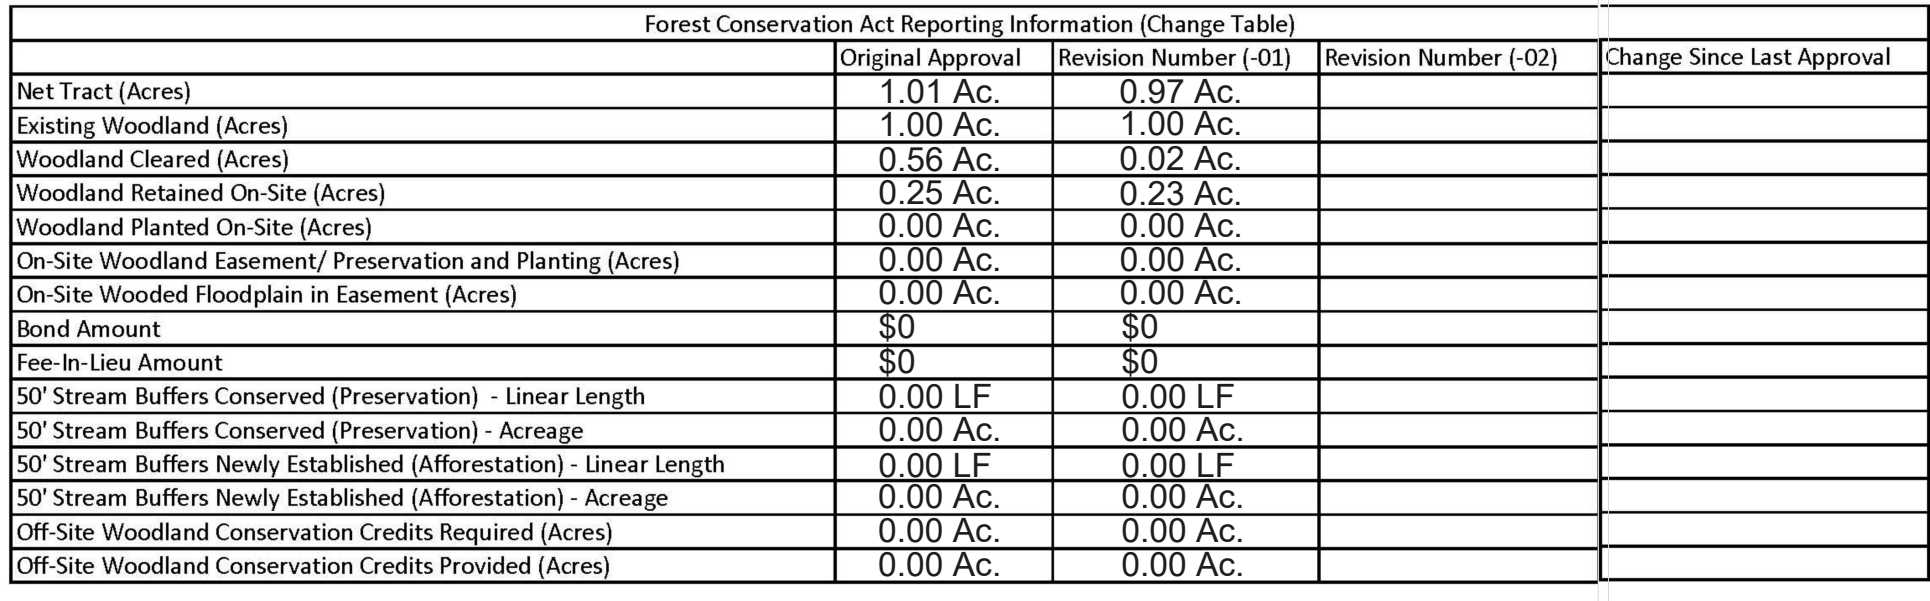 Forest Conservation Act Reporting Information (Change Table)
Original Approval Revision Number (-01) Revision Number (-02) Change Since Last Approval
Net Tract (Acres) 1.01 Ac. 0.97 Ac.
Existing Woodland (Acres) 1.00 Ac. 1.00 Ac.
Woodland Cleared (Acres) 0.56 Ac. 0.02 Ac.
Woodland Retained On-Site (Acres) 0.25 Ac. 0.23 Ac.
Woodland Planted On-Site (Acres) 0.00 Ac. 0.00 Ac.
On-Site Woodland Easement/ Preservation and Planting (Acres) 0.00 Ac. 0.00 Ac.
On-Site Wooded Floodplain in Easement (Acres) 0.00 Ac. 0.00 Ac.
Bond Amount $0 $0
Fee-In-Lieu Amount $0 $0
50' Stream Buffers Conserved (Preservation) - Linear Length 0.00 LF 0.00 LF
50' Stream Buffers Conserved (Preservation) - Acreage 0.00 Ac. 0.00 Ac.
50' Stream Buffers Newly Established (Afforestation) - Linear Length 0.00 LF 0.00 LF
50' Stream Buffers Newly Established (Afforestation) - Acreage 0.00 Ac. 0.00 Ac.
Off-Site Woodland Conservation Credits Required (Acres) 0.00 Ac. 0.00 Ac.
Off-Site Woodland Conservation Credits Provided (Acres) 0.00 Ac. 0.00 Ac.